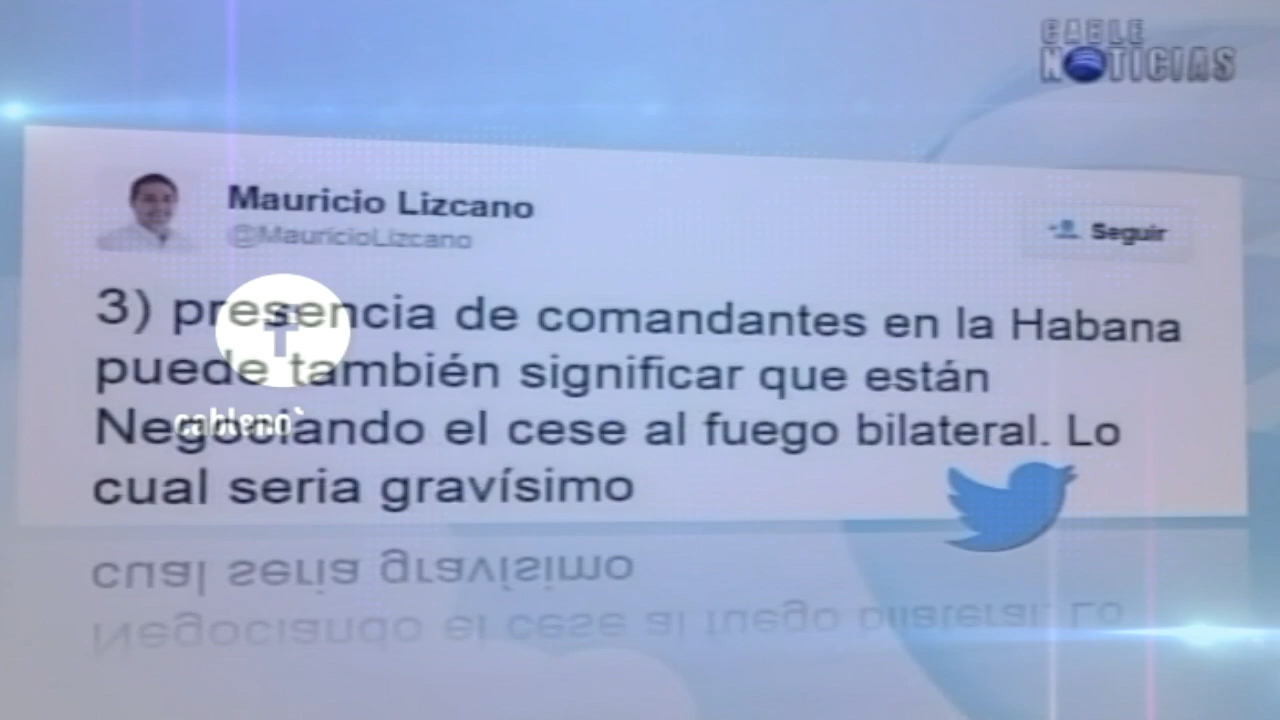 CABLE
NOTICIAS
Mauricio Lizcano
@MauricioLizcano
Seguir
3) presencia de comandantes en la Habana
puede también significar que están
Negociando el cese al fuego bilateral. Lo
cual seria gravísimo
cual seria gravísimo
Negociando el cese al fuego bilateral. Lo